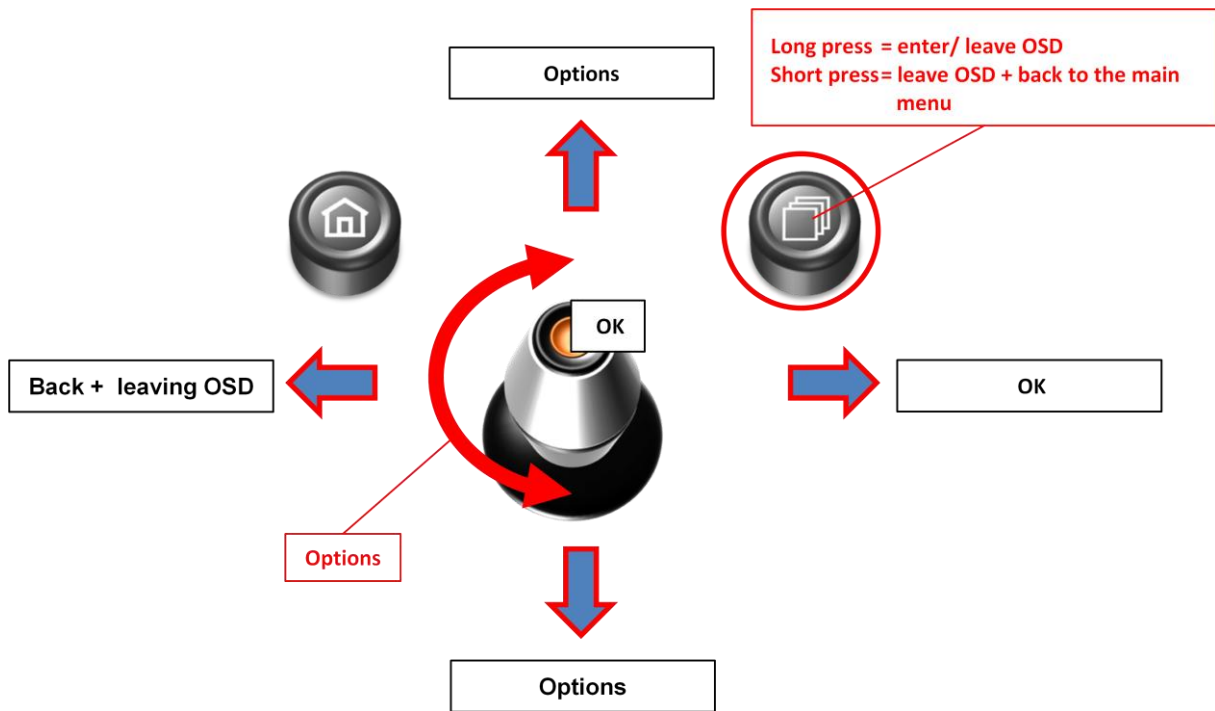 Options
Long press = enter/ leave OSD
Short press= leave OSD + back to the main
menu
OK
Back + leaving OSD
OK
Options
Options